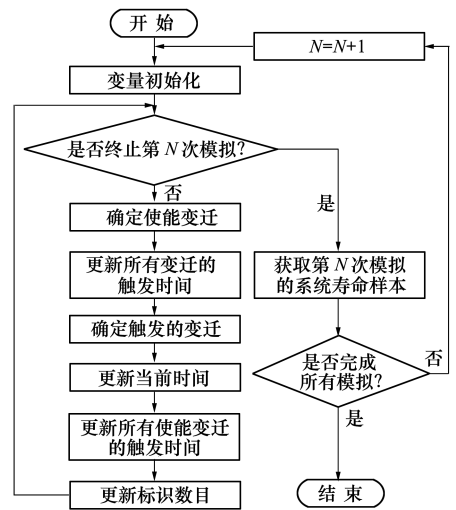 开 始
N=N+1
变量初始化
是否终止第 N 次模拟?
否
是
确定使能变迁
更新所有变迁的
触发时间
获取第 N 次模拟
的系统寿命样本
确定触发的变迁
是否完成
所有模拟?
否
更新当前时间
是
更新所有使能变迁
的触发时间
更新标识数目
结 束